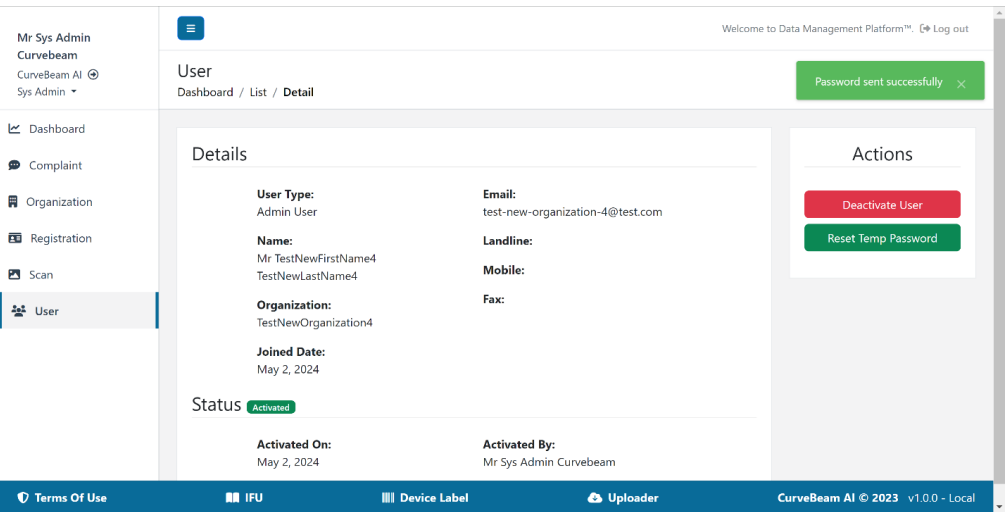 Mr Sys Admin
Curvebeam
CurveBeam AI
Sys Admin
Dashboard
Complaint
Organization
Registration
Scan
User
Welcome to Data Management Platform™. Log out
User
Dashboard / List / Detail
Password sent successfully ×
Details
User Type:
Admin User
Name:
Mr TestNewFirstName4
TestNewLastName4
Organization:
TestNewOrganization4
Joined Date:
May 2, 2024
Email:
test-new-organization-4@test.com
Landline:
Mobile:
Fax:
Status Activated
Activated On:
May 2, 2024
Activated By:
Mr Sys Admin Curvebeam
Actions
Deactivate User
Reset Temp Password
Terms Of Use
IFU
Device Label
Uploader
CurveBeam AI © 2023 v1.0.0 - Local